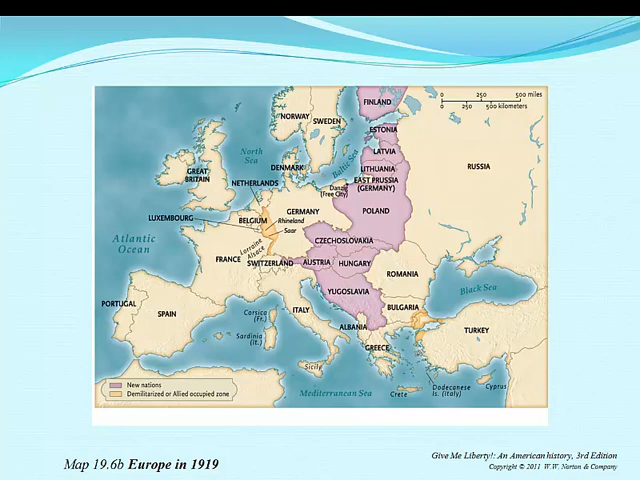 FINLAND
0 250 500 miles
0 250 500 kilometers
NORWAY
SWEDEN
ESTONIA
North
Sea
LATVIA
Baltic Sea
RUSSIA
DENMARK
LITHUANIA
GREAT
BRITAIN
NETHERLANDS
Danzig
(Free City)
EAST PRUSSIA
(GERMANY)
LUXEMBOURG
BELGIUM
GERMANY
Rhineland
POLAND
Saar
Atlantic
Ocean
CZECHOSLOVAKIA
Lorraine
Alsace
FRANCE
SWITZERLAND
AUSTRIA
HUNGARY
ROMANIA
YUGOSLAVIA
Black Sea
PORTUGAL
SPAIN
Corsica
(Fr.)
ITALY
BULGARIA
ALBANIA
TURKEY
Sardinia
(It.)
GREECE
Sicily
New nations
Demilitarized or Allied occupied zone
Mediterranean Sea
Crete
Dodecanese
Is. (Italy)
Cyprus
Map 19.6b Europe in 1919
Give Me Liberty!: An American history, 3rd Edition
Copyright © 2011 W.W. Norton & Company